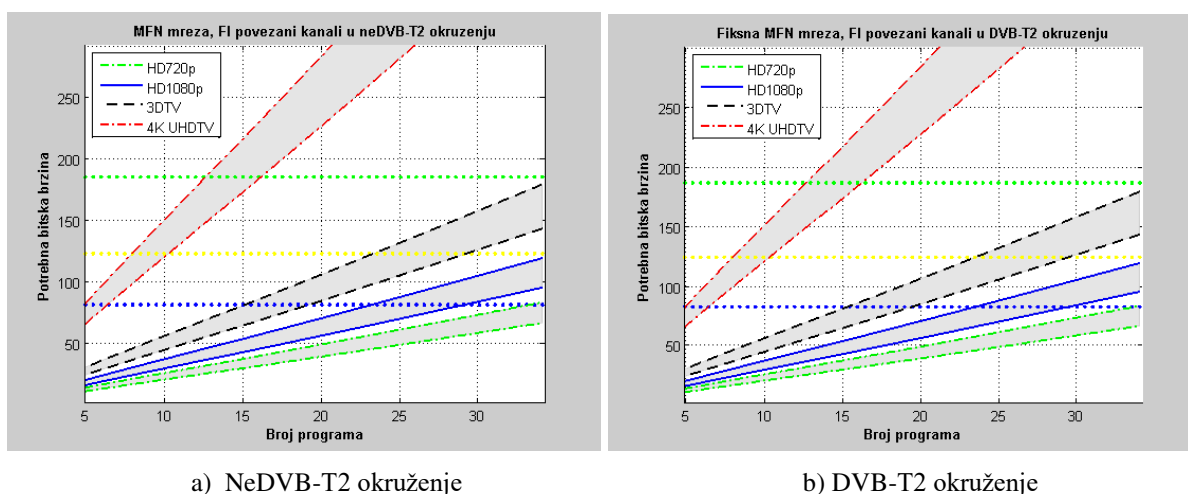 MFN mreza, FI povezani kanali u neDVB-T2 okruzenju
HD720p
HD1080p
3DTV
4K UHDTV
Potrebna bitska brzina
250
200
150
100
50
5
10
15
20
25
30
Broj programa
a) NeDVB-T2 okruženje
Fiksna MFN mreza, FI povezani kanali u DVB-T2 okruzenju
HD720p
HD1080p
3DTV
4K UHDTV
Potrebna bitska brzina
250
200
150
100
50
5
10
15
20
25
30
Broj programa
b) DVB-T2 okruženje